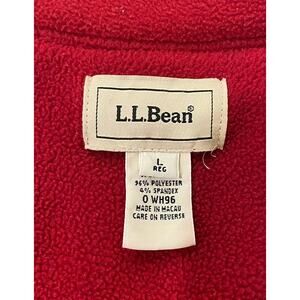 L.L.Bean®
L
REG
96% POLYESTER
4% SPANDEX
0 WH96
MADE IN MACAU
CARE ON REVERSE